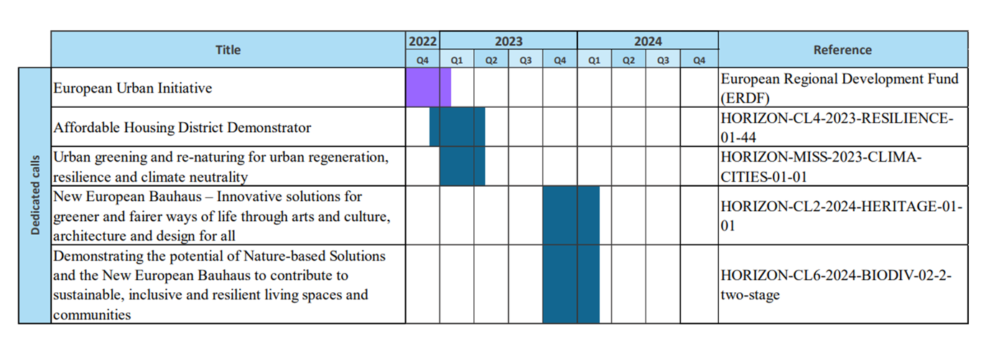 Title
2022
2023
2024
Reference
Q4
Q1
Q2
Q3
Q4
Q1
Q2
Q3
Q4
Dedicated calls
European Urban Initiative
European Regional Development Fund
(ERDF)
Affordable Housing District Demonstrator
HORIZON-CL4-2023-RESILIENCE-
01-44
Urban greening and re-naturing for urban regeneration,
resilience and climate neutrality
HORIZON-MISS-2023-CLIMA-
CITIES-01-01
New European Bauhaus – Innovative solutions for
greener and fairer ways of life through arts and culture,
architecture and design for all
HORIZON-CL2-2024-HERITAGE-01-
01
Demonstrating the potential of Nature-based Solutions
and the New European Bauhaus to contribute to
sustainable, inclusive and resilient living spaces and
communities
HORIZON-CL6-2024-BIODIV-02-2-
two-stage